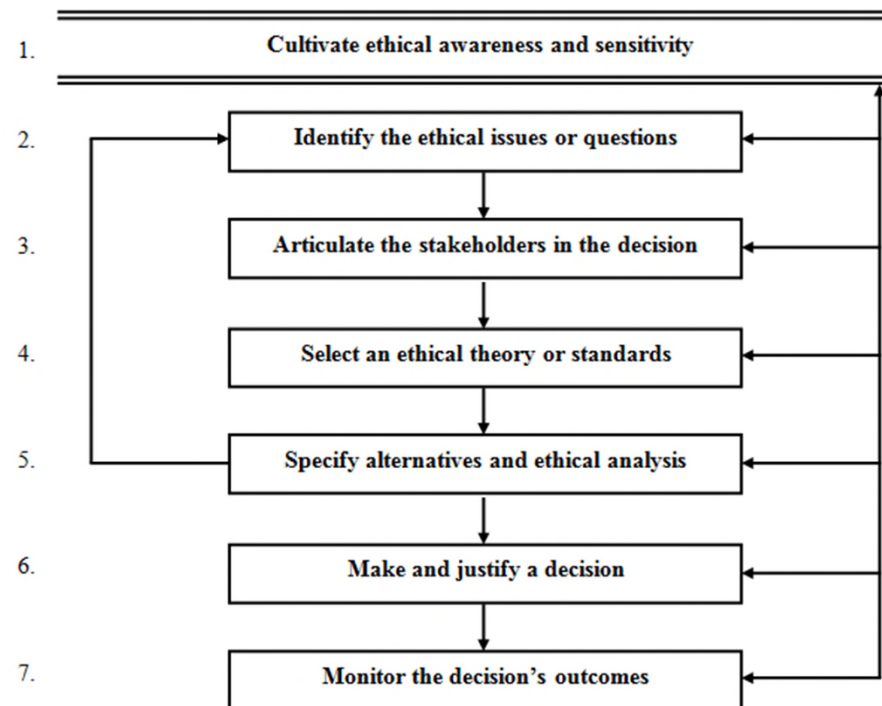 1. Cultivate ethical awareness and sensitivity
2. Identify the ethical issues or questions
3. Articulate the stakeholders in the decision
4. Select an ethical theory or standards
5. Specify alternatives and ethical analysis
6. Make and justify a decision
7. Monitor the decision’s outcomes